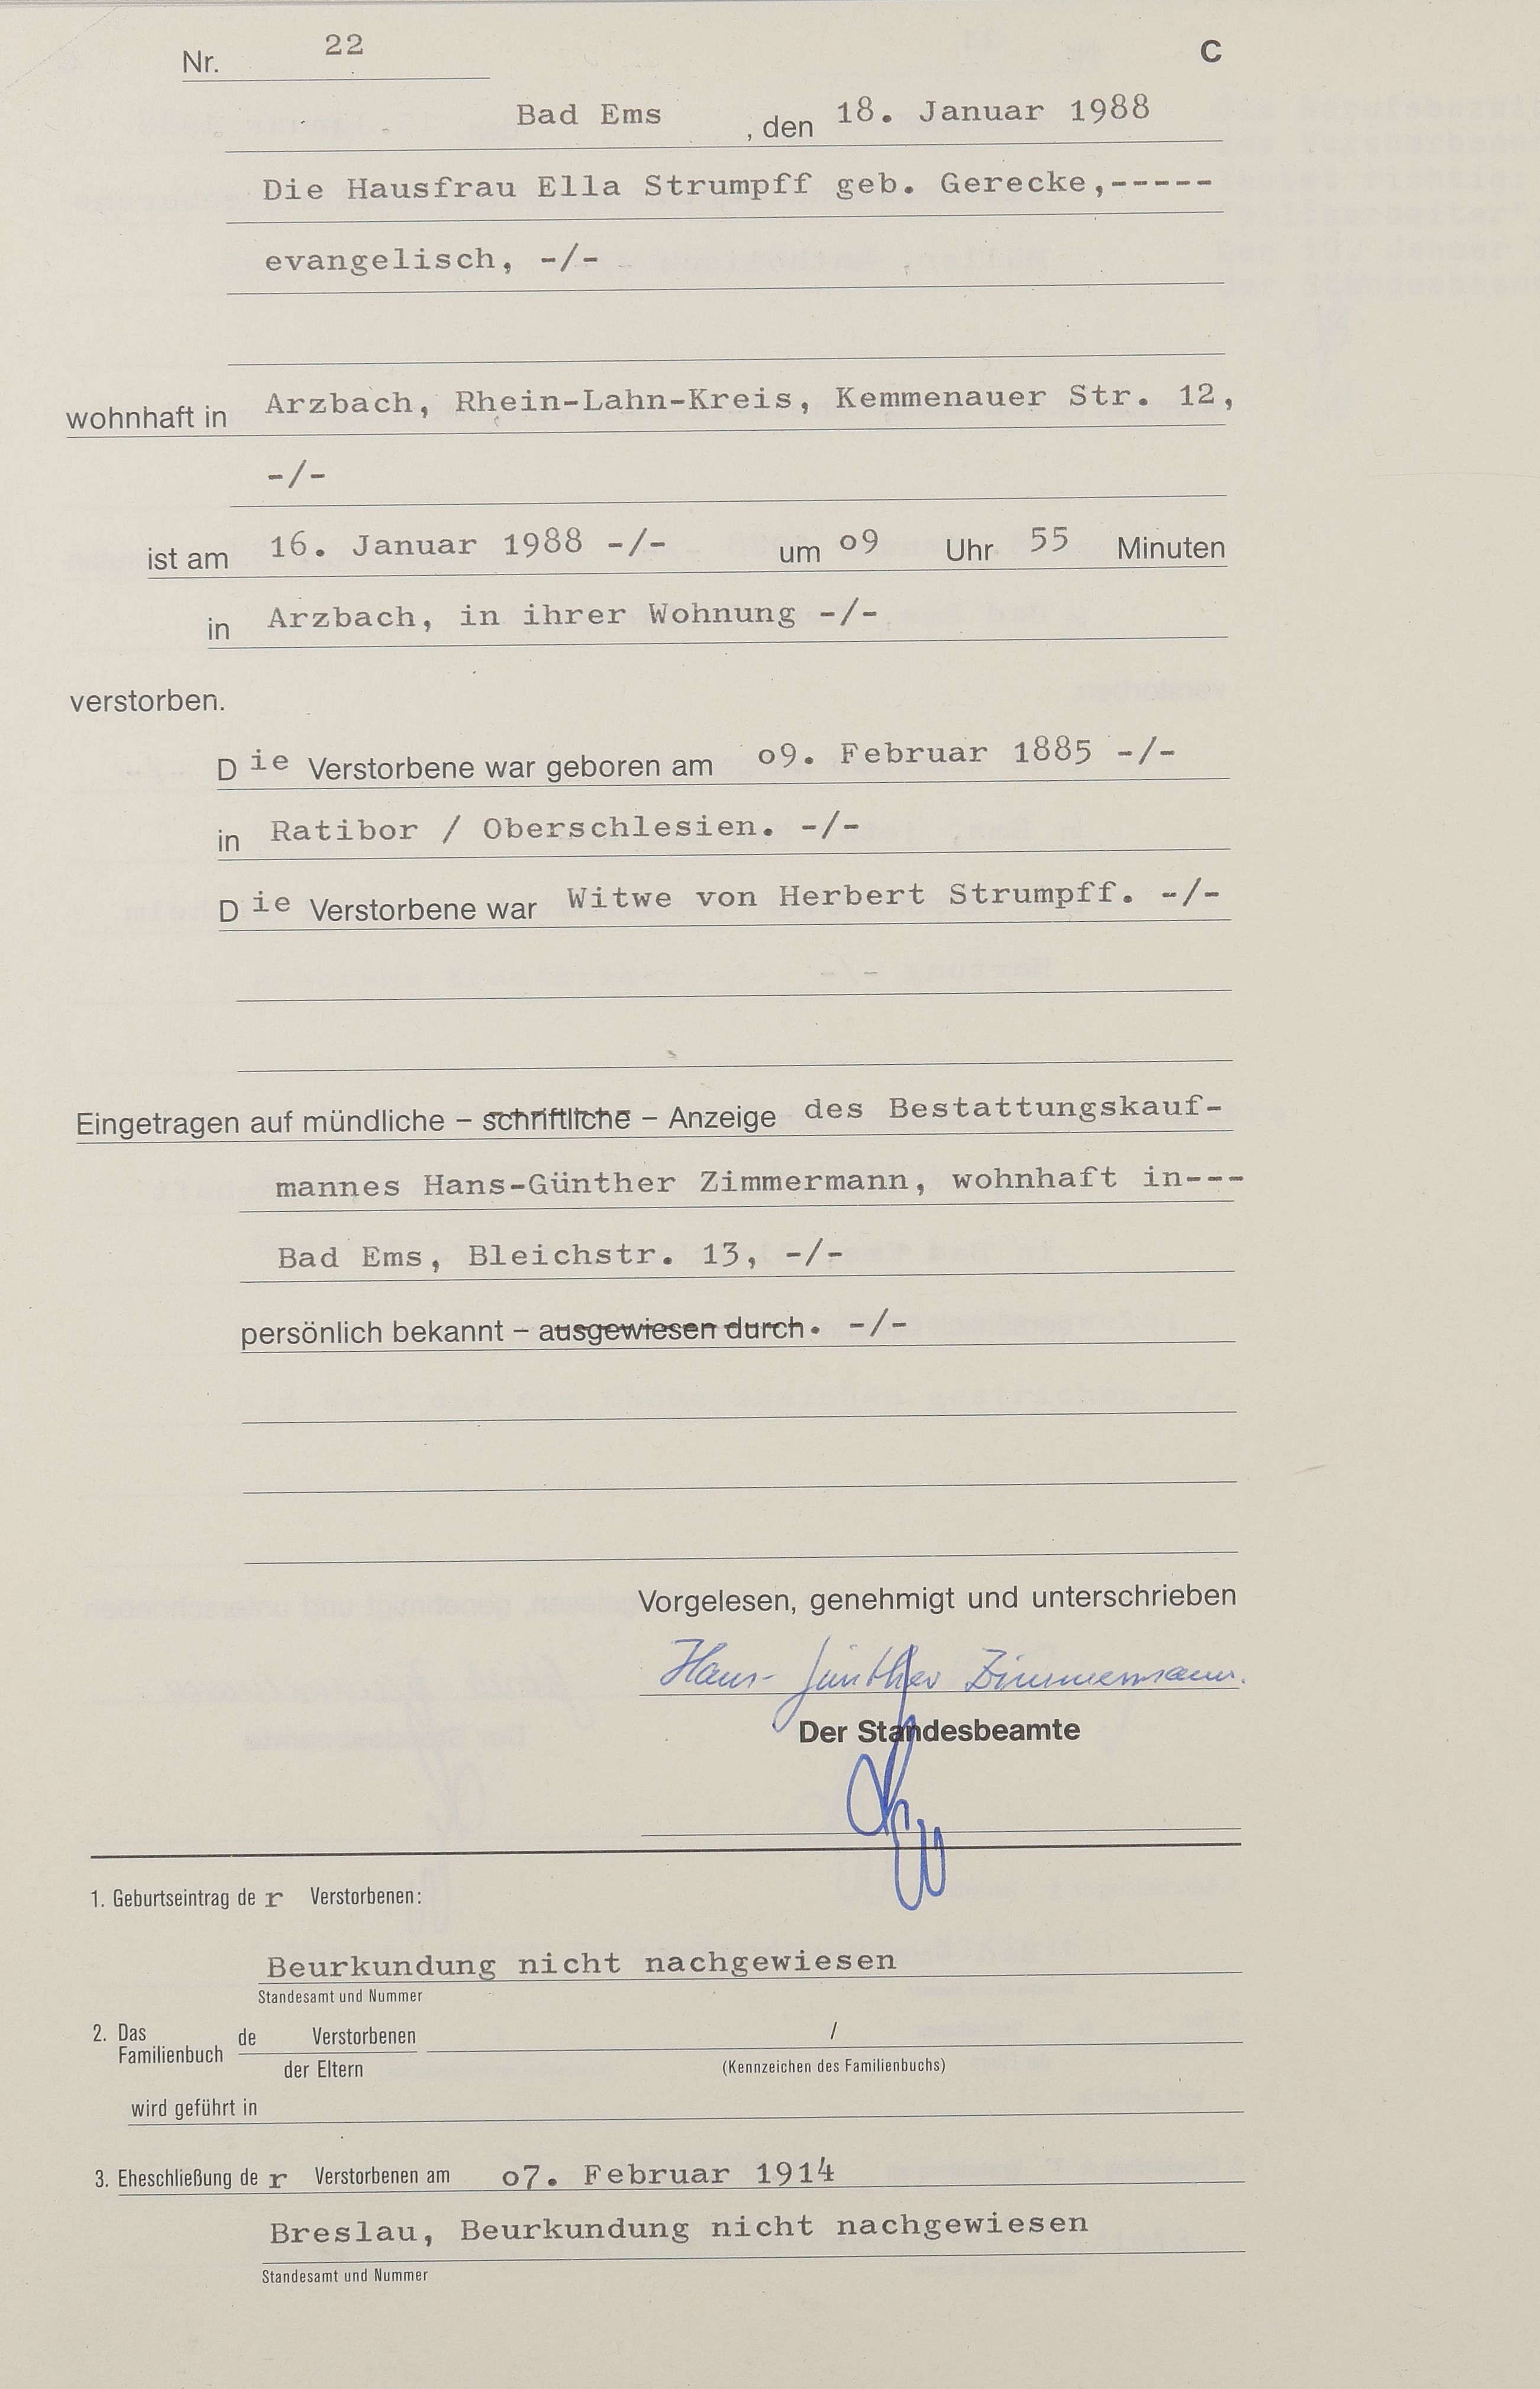 Nr. 22 C
Bad Ems , den 18. Januar 1988
Die Hausfrau Ella Strumpff geb. Gerecke,-----
evangelisch, -/-
wohnhaft in Arzbach, Rhein-Lahn-Kreis, Kemmenauer Str. 12,
-/-
ist am 16. Januar 1988 -/- um o9 Uhr 55 Minuten
in Arzbach, in ihrer Wohnung -/-
verstorben.
Die Verstorbene war geboren am o9. Februar 1885 -/-
in Ratibor / Oberschlesien. -/-
Die Verstorbene war Witwe von Herbert Strumpff. -/-
Eingetragen auf mündliche – schriftliche – Anzeige des Bestattungskauf-
mannes Hans-Günther Zimmermann, wohnhaft in---
Bad Ems, Bleichstr. 13, -/-
persönlich bekannt – ausgewiesen durch. -/-
Vorgelesen, genehmigt und unterschrieben
Hans-Günther Zimmermann.
Der Standesbeamte
1. Geburtseintrag der Verstorbenen:
Beurkundung nicht nachgewiesen
Standesamt und Nummer
2. Das Familienbuch de Verstorbenen /
der Eltern (Kennzeichen des Familienbuchs)
wird geführt in
3. Eheschließung der Verstorbenen am o7. Februar 1914
Breslau, Beurkundung nicht nachgewiesen
Standesamt und Nummer